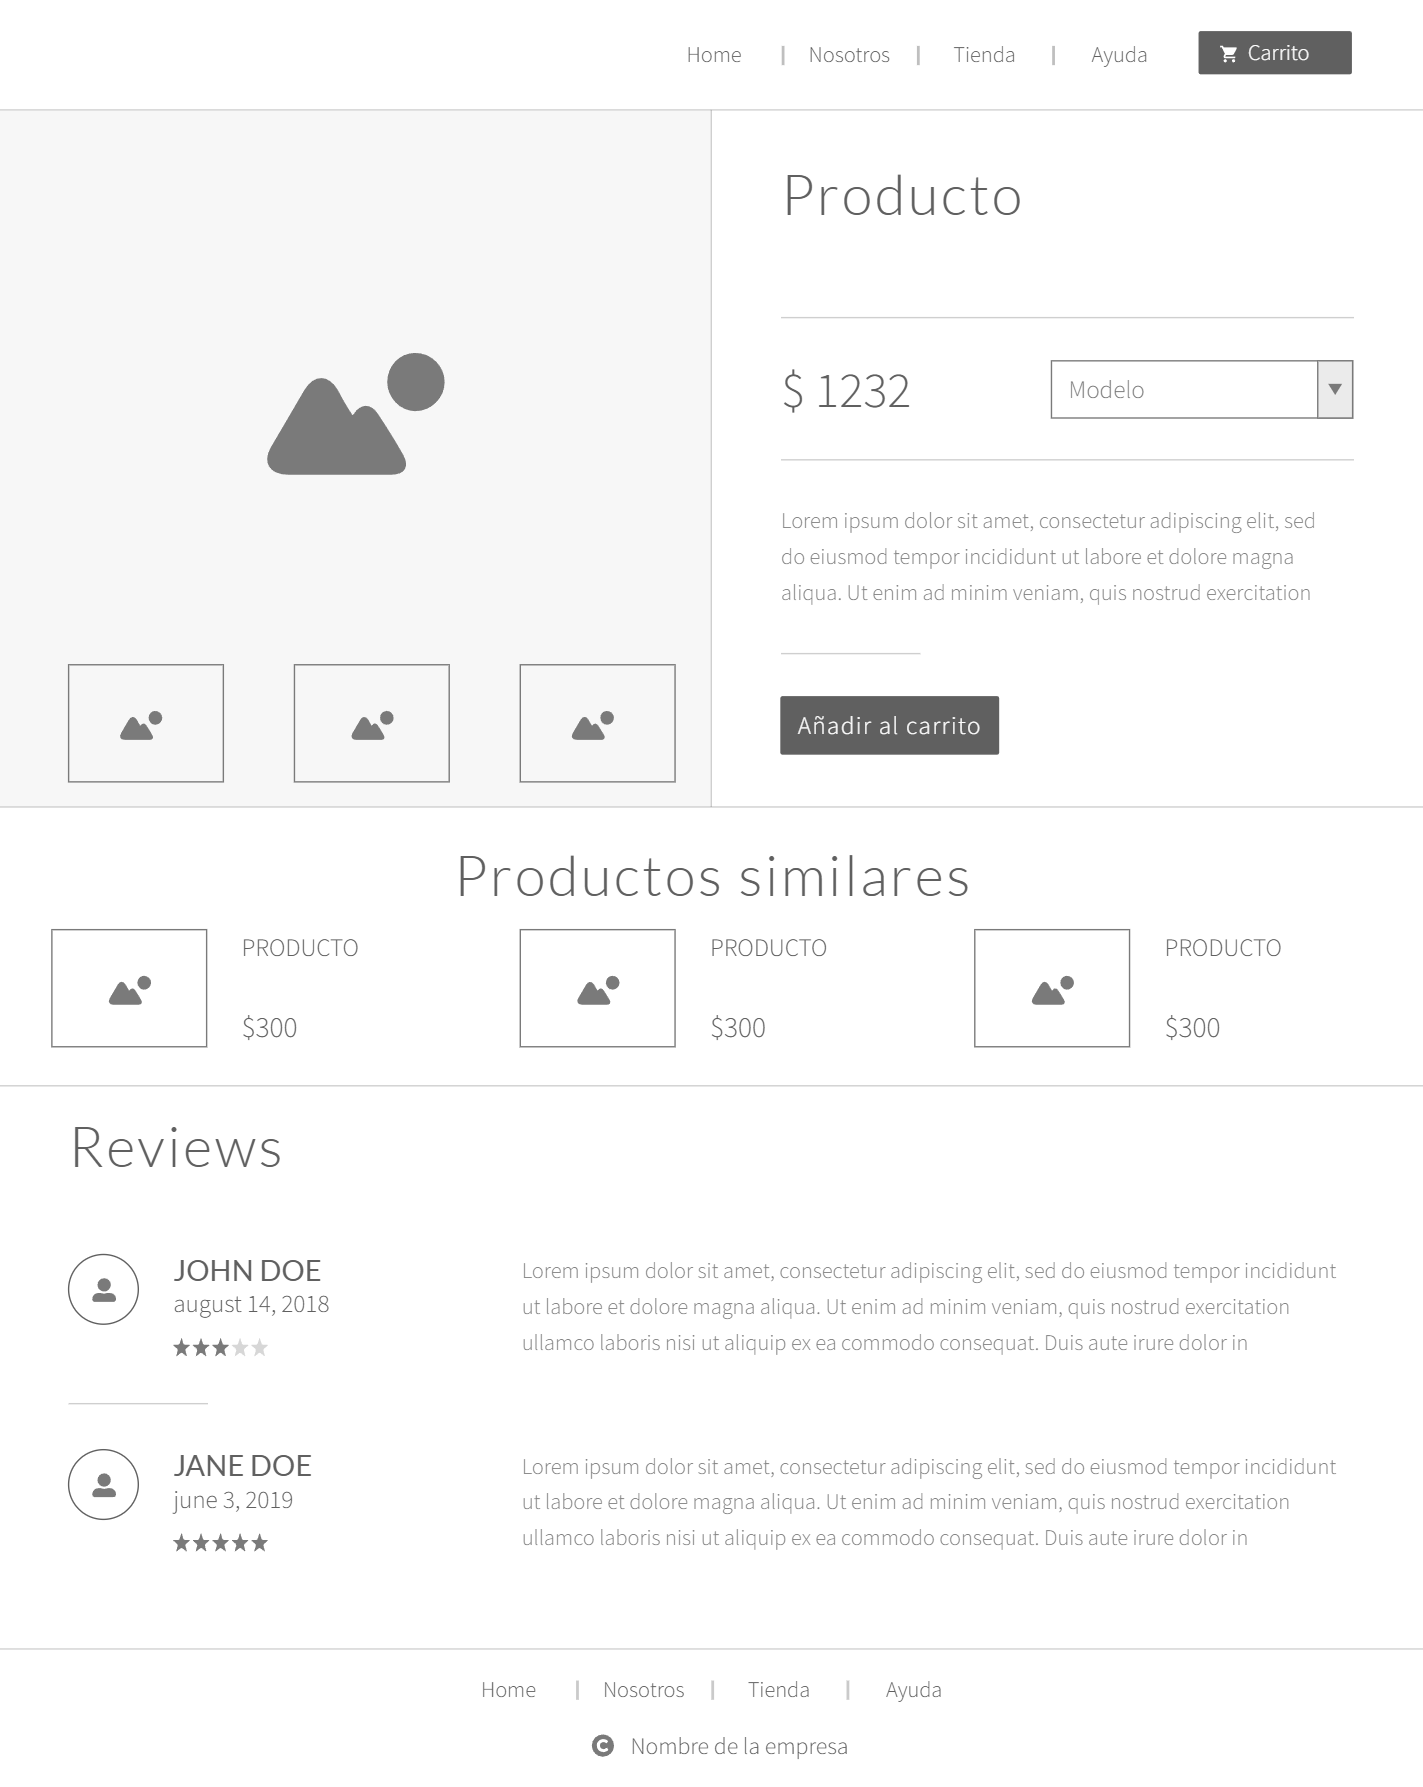 Home | Nosotros | Tienda | Ayuda
Carrito
Producto
$ 1232
Modelo
Lorem ipsum dolor sit amet, consectetur adipiscing elit, sed
do eiusmod tempor incididunt ut labore et dolore magna
aliqua. Ut enim ad minim veniam, quis nostrud exercitation
Añadir al carrito
Productos similares
PRODUCTO
$300
PRODUCTO
$300
PRODUCTO
$300
Reviews
JOHN DOE
august 14, 2018
Lorem ipsum dolor sit amet, consectetur adipiscing elit, sed do eiusmod tempor incididunt
ut labore et dolore magna aliqua. Ut enim ad minim veniam, quis nostrud exercitation
ullamco laboris nisi ut aliquip ex ea commodo consequat. Duis aute irure dolor in
JANE DOE
june 3, 2019
Lorem ipsum dolor sit amet, consectetur adipiscing elit, sed do eiusmod tempor incididunt
ut labore et dolore magna aliqua. Ut enim ad minim veniam, quis nostrud exercitation
ullamco laboris nisi ut aliquip ex ea commodo consequat. Duis aute irure dolor in
Home | Nosotros | Tienda | Ayuda
© Nombre de la empresa